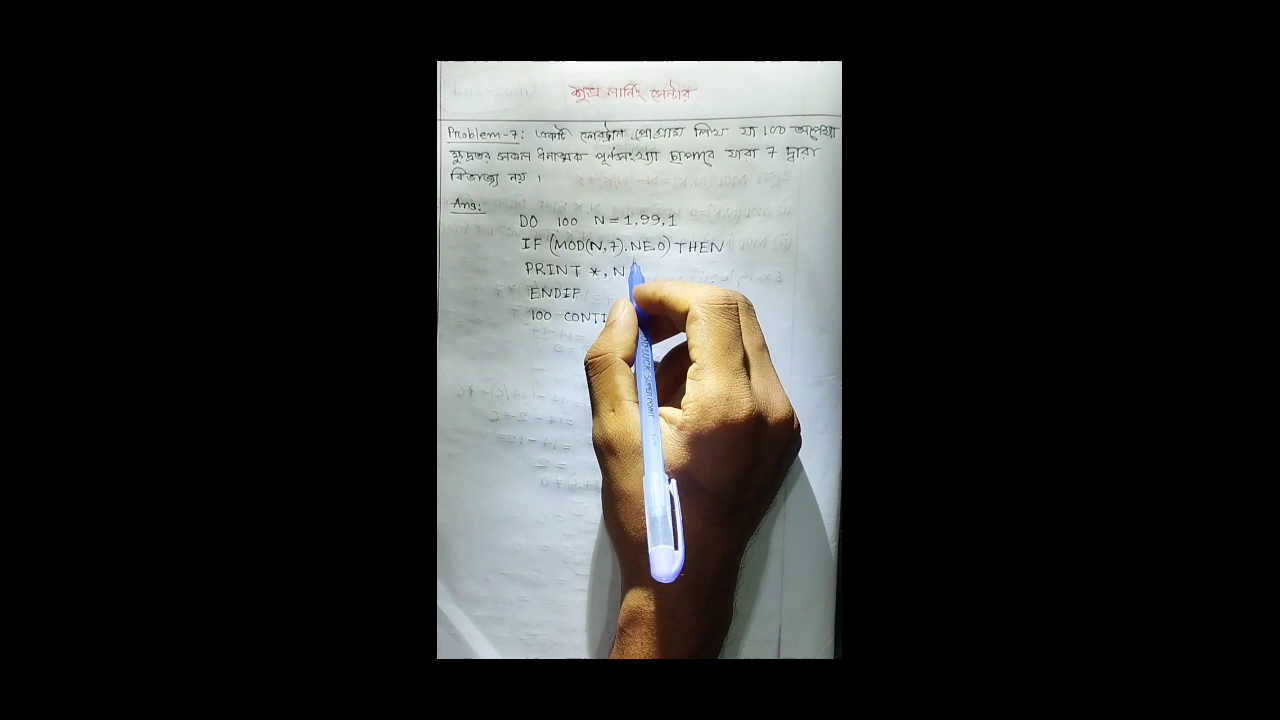 শুভ্র লার্নিং সেন্টার
Problem-7: একটি ফোরট্রান প্রোগ্রাম লিখ যা 100 অপেক্ষা
ক্ষুদ্রতর সকল ধনাত্মক পূর্ণসংখ্যা ছাপাবে যারা 7 দ্বারা
বিভাজ্য নয় ।
Ans:
DO 100 N = 1,99,1
IF (MOD(N,7).NE.0) THEN
PRINT *, N
ENDIF
100 CONTI